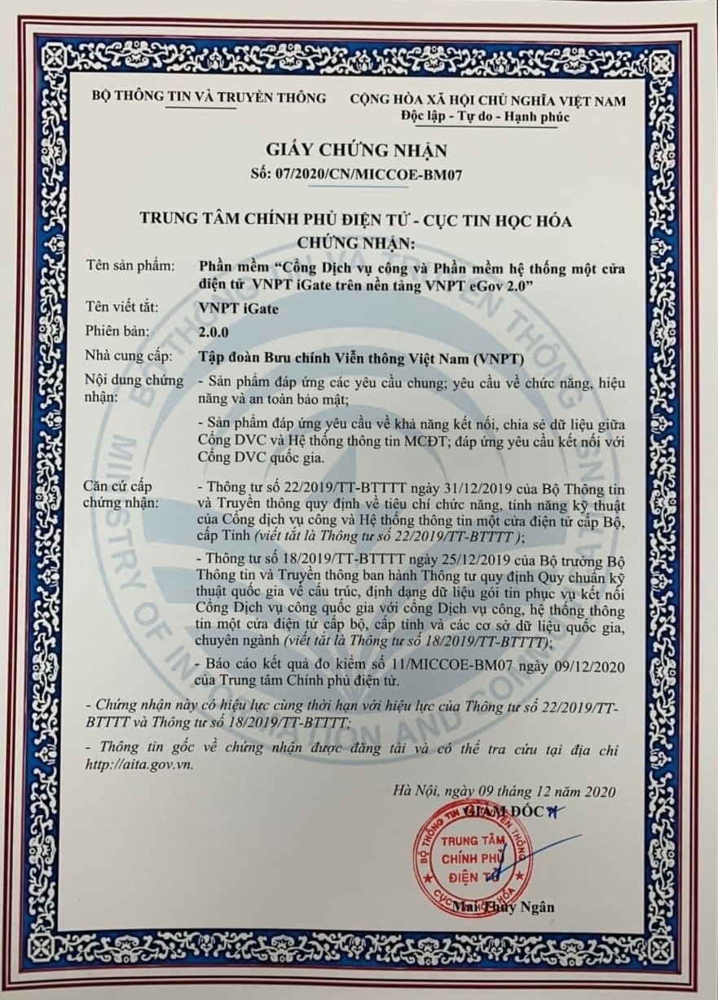 BỘ THÔNG TIN VÀ TRUYỀN THÔNG
CỘNG HÒA XÃ HỘI CHỦ NGHĨA VIỆT NAM
Độc lập - Tự do - Hạnh phúc
GIẤY CHỨNG NHẬN
Số: 07/2020/CN/MICCOE-BM07
TRUNG TÂM CHÍNH PHỦ ĐIỆN TỬ - CỤC TIN HỌC HÓA
CHỨNG NHẬN:
Tên sản phẩm: Phần mềm “Cổng Dịch vụ công và Phần mềm hệ thống một cửa
điện tử VNPT iGate trên nền tảng VNPT eGov 2.0”
Tên viết tắt: VNPT iGate
Phiên bản: 2.0.0
Nhà cung cấp: Tập đoàn Bưu chính Viễn thông Việt Nam (VNPT)
Nội dung chứng nhận:
- Sản phẩm đáp ứng các yêu cầu chung; yêu cầu về chức năng, hiệu
năng và an toàn bảo mật;
- Sản phẩm đáp ứng yêu cầu về khả năng kết nối, chia sẻ dữ liệu giữa
Cổng DVC và Hệ thống thông tin MCĐT; đáp ứng yêu cầu kết nối với
Cổng DVC quốc gia.
Căn cứ cấp
chứng nhận:
- Thông tư số 22/2019/TT-BTTTT ngày 31/12/2019 của Bộ Thông tin
và Truyền thông quy định về tiêu chí chức năng, tính năng kỹ thuật
của Cổng dịch vụ công và Hệ thống thông tin một cửa điện tử cấp Bộ,
cấp Tỉnh (viết tắt là Thông tư số 22/2019/TT-BTTTT );
- Thông tư số 18/2019/TT-BTTTT ngày 25/12/2019 của Bộ trưởng Bộ
Thông tin và Truyền thông ban hành Thông tư quy định Quy chuẩn kỹ
thuật quốc gia về cấu trúc, định dạng dữ liệu gói tin phục vụ kết nối
Cổng Dịch vụ công quốc gia với cổng Dịch vụ công, hệ thống thông
tin một cửa điện tử cấp bộ, cấp tỉnh và các cơ sở dữ liệu quốc gia,
chuyên ngành (viết tắt là Thông tư số 18/2019/TT-BTTTT);
- Báo cáo kết quả đo kiểm số 11/MICCOE-BM07 ngày 09/12/2020
của Trung tâm Chính phủ điện tử.
- Chứng nhận này có hiệu lực cùng thời hạn với hiệu lực của Thông tư số 22/2019/TT-
BTTTT và Thông tư số 18/2019/TT-BTTTT;
- Thông tin gốc về chứng nhận được đăng tải và có thể tra cứu tại địa chỉ
http://aita.gov.vn.
Hà Nội, ngày 09 tháng 12 năm 2020
GIÁM ĐỐC
BỘ THÔNG TIN VÀ TRUYỀN THÔNG
TRUNG TÂM
CHÍNH PHỦ
ĐIỆN TỬ
CỤC TIN HỌC HÓA
Mai Thúy Ngân
BỘ THÔNG TIN VÀ TRUYỀN THÔNG
MINISTRY OF INFORMATION AND COMMUNICATIONS